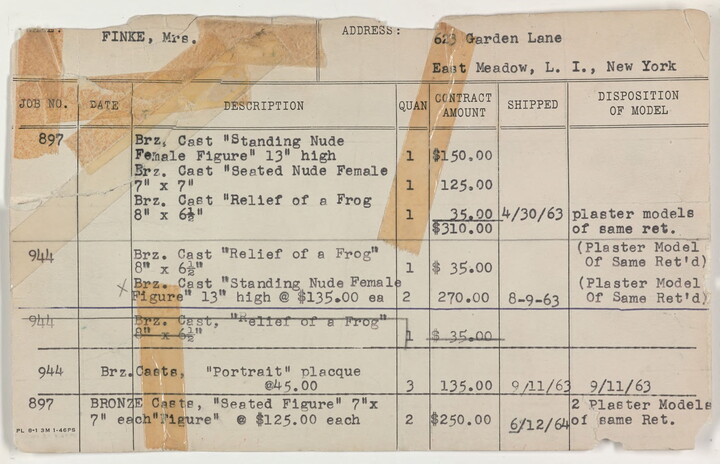 FINKE, Mrs. ADDRESS: 623 Garden Lane
East Meadow, L. I., New York
JOB NO. DATE DESCRIPTION QUAN CONTRACT AMOUNT SHIPPED DISPOSITION OF MODEL
897 Brz. Cast "Standing Nude
Female Figure" 13" high 1 $150.00
Brz. Cast "Seated Nude Female
7" x 7" 1 125.00
Brz. Cast "Relief of a Frog
8" x 6½" 1 35.00 4/30/63 plaster models
$310.00 of same ret.
944 Brz. Cast "Relief of a Frog" (Plaster Model
8" x 6½" 1 $ 35.00 Of Same Ret'd)
x Brz. Cast "Standing Nude Female (Plaster Model
Figure" 13" high @ $135.00 ea 2 270.00 8-9-63 Of Same Ret'd)
944 Brz. Cast, "Relief of a Frog"
8" x 6½" 1 $ 35.00
944 Brz. Casts, "Portrait" placque
@45.00 3 135.00 9/11/63 9/11/63
897 BRONZE Casts, "Seated Figure" 7"x 2 Plaster Models
7" each "Figure" @ $125.00 each 2 $250.00 6/12/64 of same Ret.
PL 8-1 3M 1-46PS